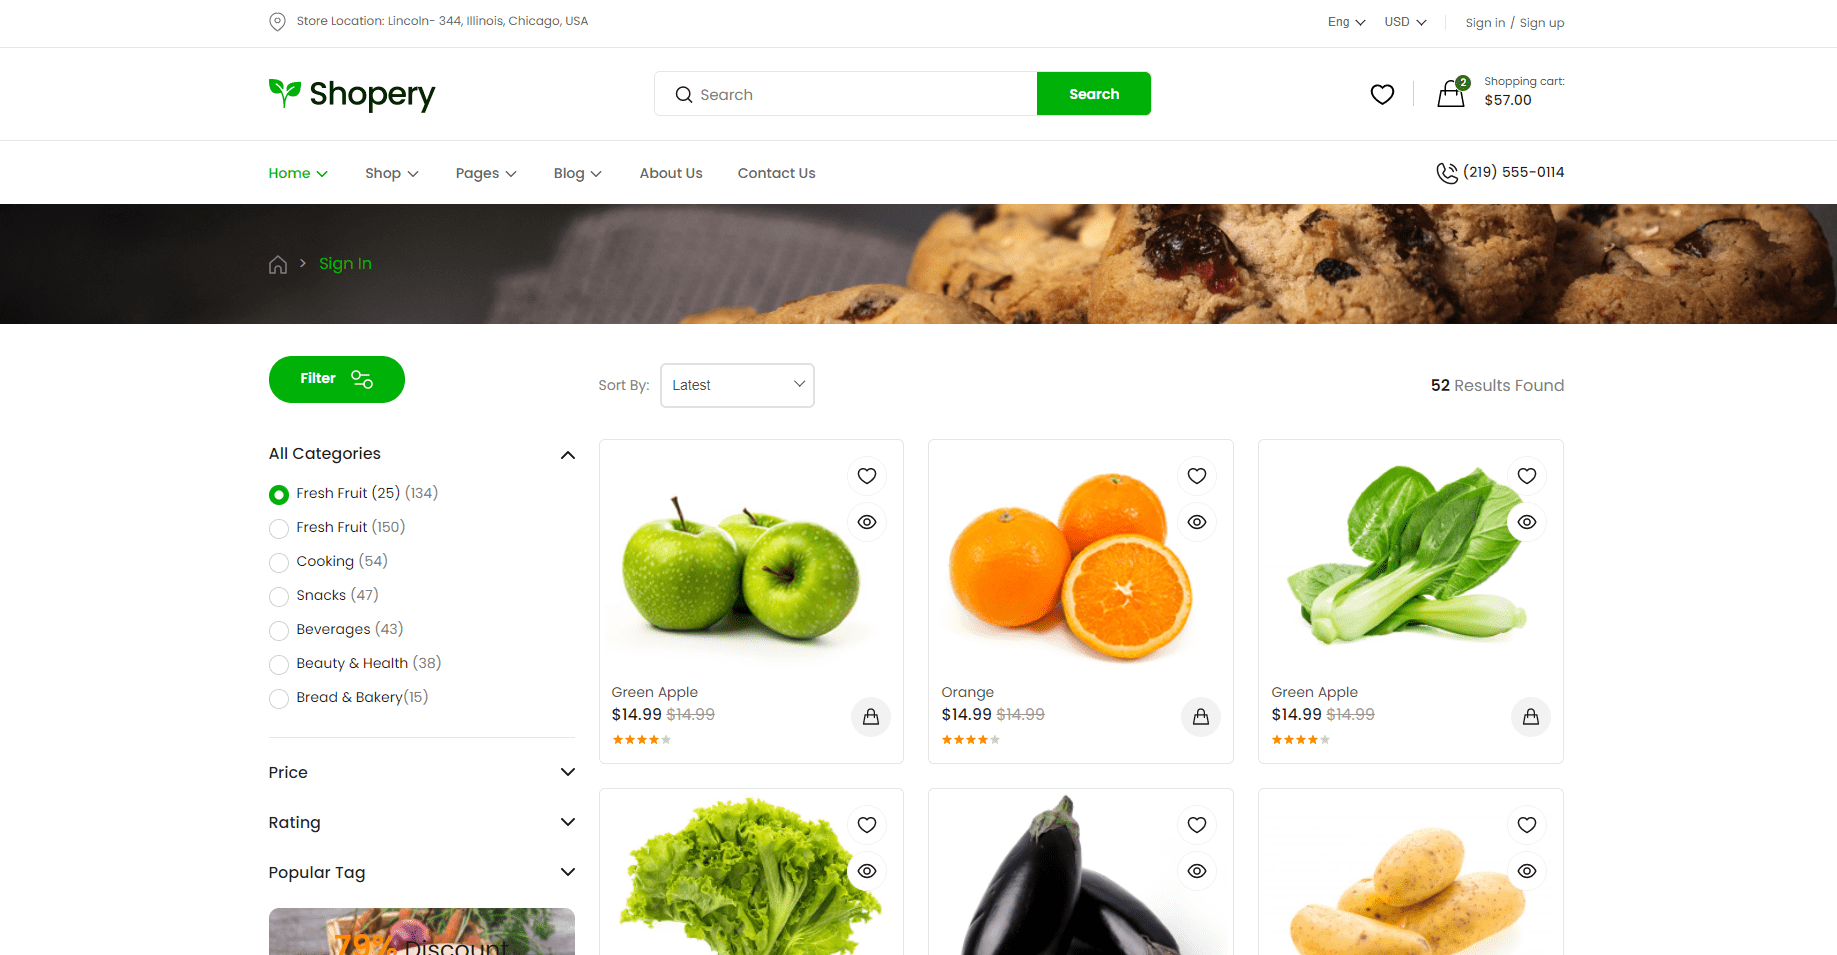 Store Location: Lincoln- 344, Illinois, Chicago, USA
Eng USD Sign in / Sign up
Shopery
Search
Search
2
Shopping cart:
$57.00
Home Shop Pages Blog About Us Contact Us
(219) 555-0114
> Sign In
Filter
Sort By: Latest
52 Results Found
All Categories
Fresh Fruit (25) (134)
Fresh Fruit (150)
Cooking (54)
Snacks (47)
Beverages (43)
Beauty & Health (38)
Bread & Bakery(15)
Price
Rating
Popular Tag
79% Discount
Green Apple
$14.99 $14.99
Orange
$14.99 $14.99
Green Apple
$14.99 $14.99